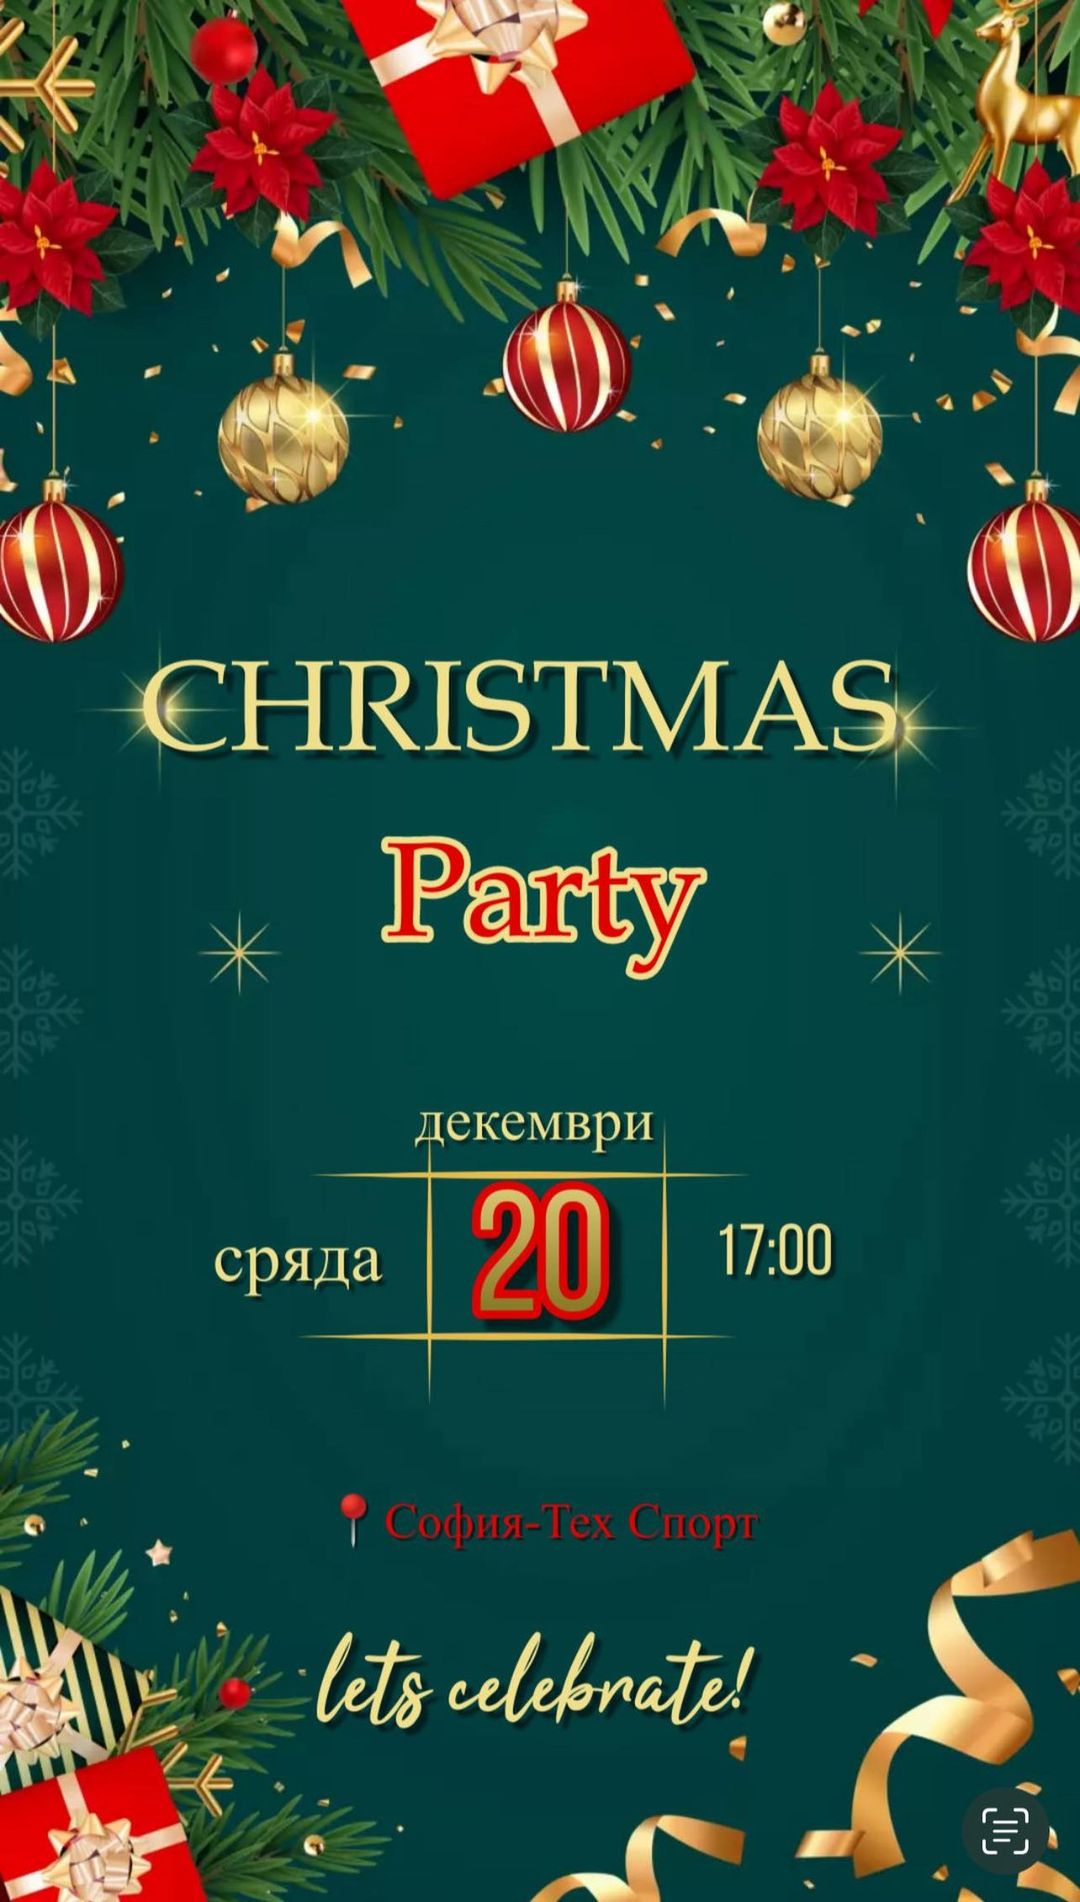 CHRISTMAS
Party
декември
сряда 20 17:00
София-Тех Спорт
lets celebrate!